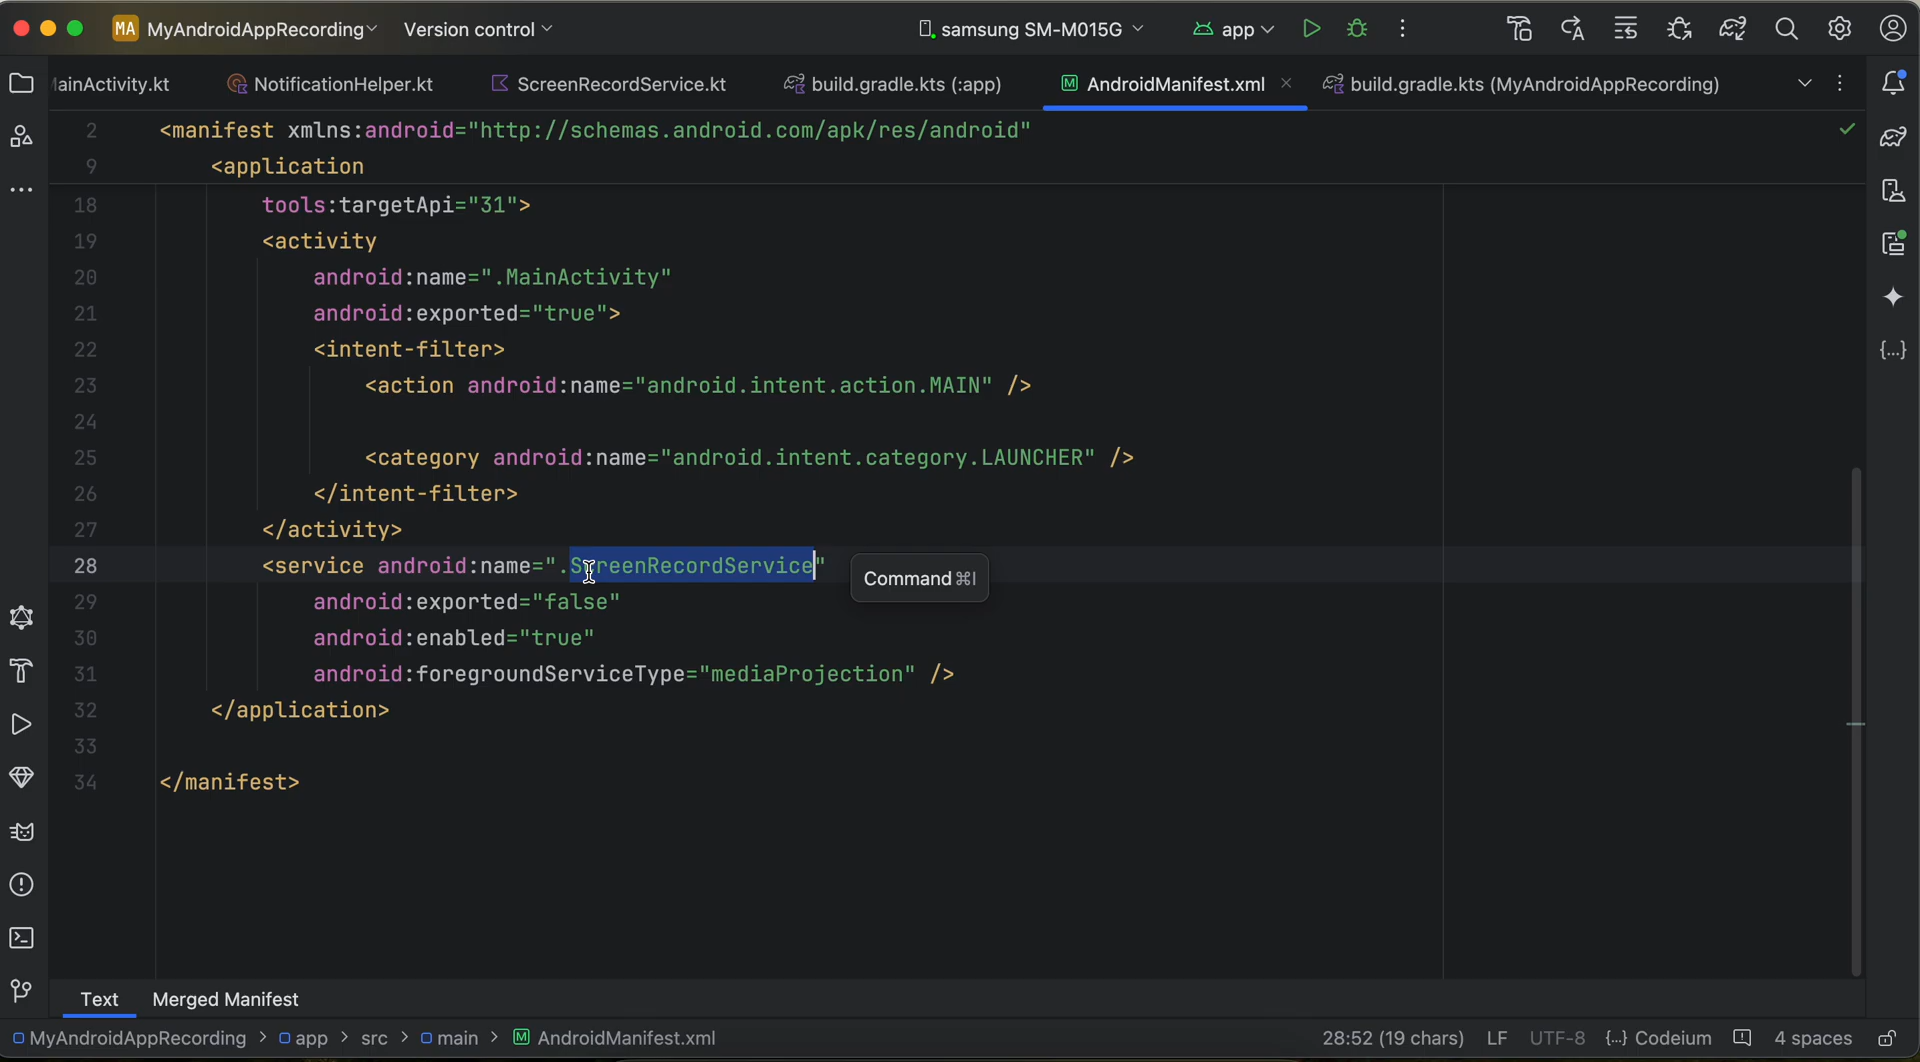 MA MyAndroidAppRecording Version control samsung SM-M015G app
ainActivity.kt NotificationHelper.kt ScreenRecordService.kt build.gradle.kts (:app) AndroidManifest.xml build.gradle.kts (MyAndroidAppRecording)
2 <manifest xmlns:android="http://schemas.android.com/apk/res/android"
9 <application
18 tools:targetApi="31">
19 <activity
20 android:name=".MainActivity"
21 android:exported="true">
22 <intent-filter>
23 <action android:name="android.intent.action.MAIN" />
24
25 <category android:name="android.intent.category.LAUNCHER" />
26 </intent-filter>
27 </activity>
28 <service android:name=".ScreenRecordService"
Command ⌘I
29 android:exported="false"
30 android:enabled="true"
31 android:foregroundServiceType="mediaProjection" />
32 </application>
33
34 </manifest>
Text Merged Manifest
MyAndroidAppRecording > app > src > main > AndroidManifest.xml 28:52 (19 chars) LF UTF-8 {...} Codeium 4 spaces